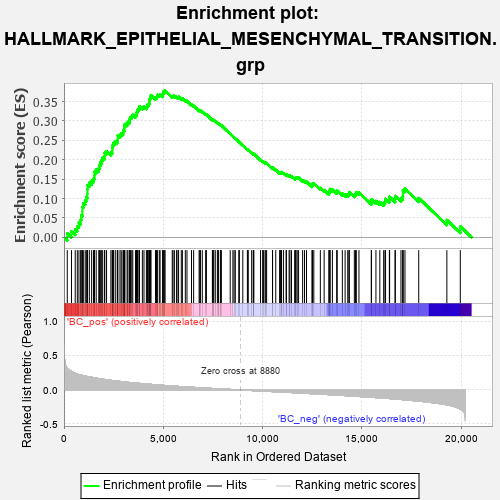 Enrichment plot:
HALLMARK_EPITHELIAL_MESENCHYMAL_TRANSITION.
grp
Enrichment score (ES)
0.35
0.30
0.25
0.20
0.15
0.10
0.05
0.00
Ranked list metric (Pearson)
1.0
0.5
0.0
-0.5
'BC_pos' (positively correlated)
Zero cross at 8880
'BC_neg' (negatively correlated)
0
5,000
10,000
15,000
20,000
Rank in Ordered Dataset
Enrichment profile
Hits
Ranking metric scores